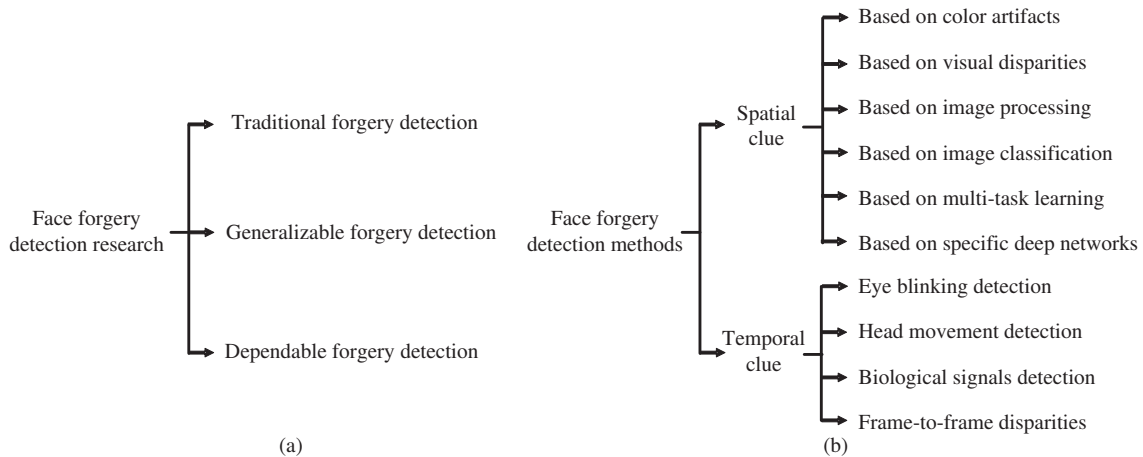 Face forgery
detection research
Traditional forgery detection
Generalizable forgery detection
Dependable forgery detection
(a)
Face forgery
detection methods
Spatial
clue
Based on color artifacts
Based on visual disparities
Based on image processing
Based on image classification
Based on multi-task learning
Based on specific deep networks
Temporal
clue
Eye blinking detection
Head movement detection
Biological signals detection
Frame-to-frame disparities
(b)